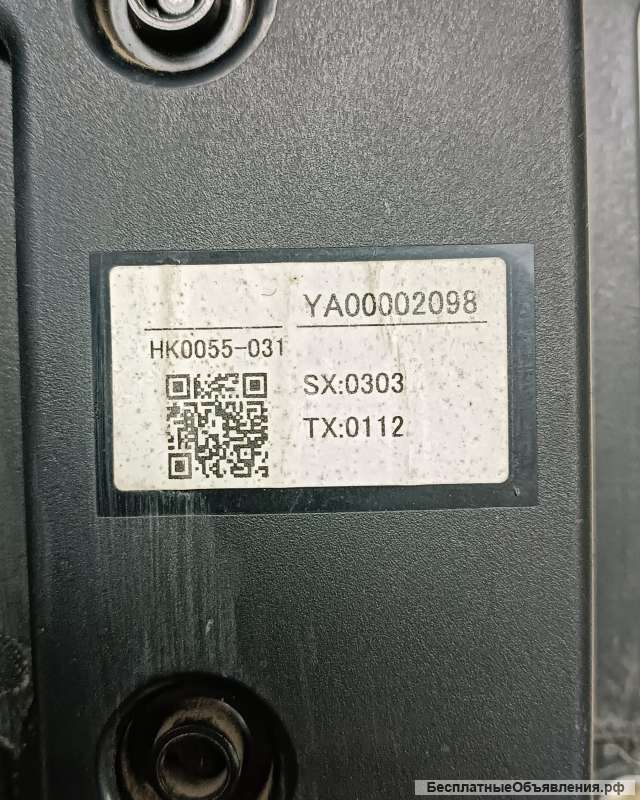 YA00002098
HK0055-031
SX:0303
TX:0112
БесплатныеОбъявления.рф